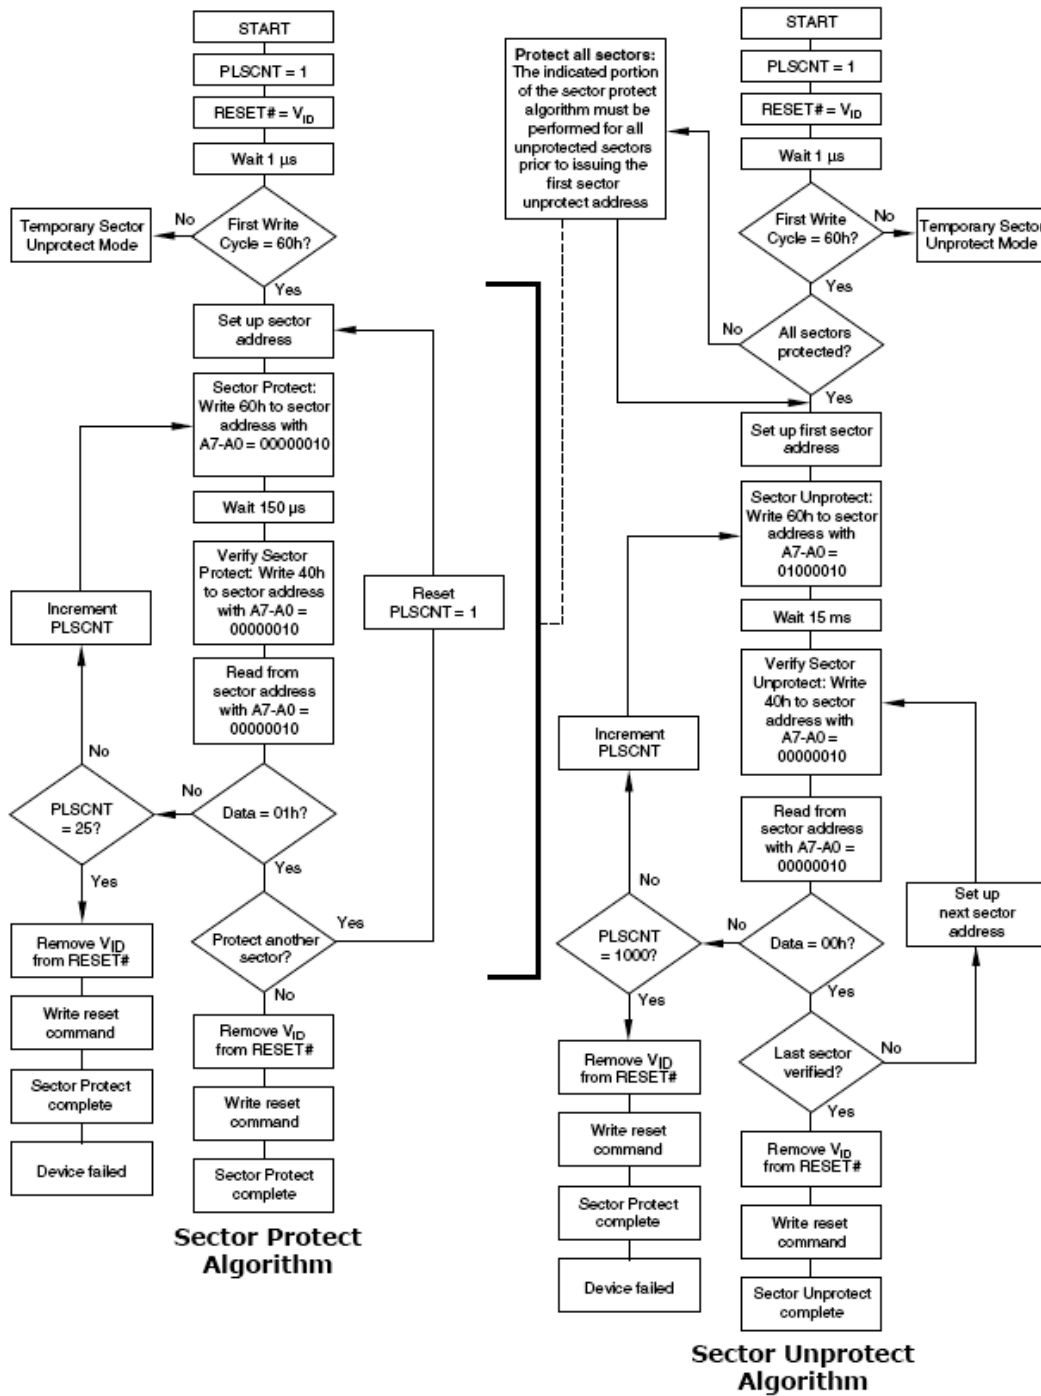 START
PLSCNT = 1
RESET# = VID
Wait 1 µs
First Write
Cycle = 60h?
No
Temporary Sector
Unprotect Mode
Yes
Set up sector
address
Sector Protect:
Write 60h to sector
address with
A7-A0 = 00000010
Wait 150 µs
Verify Sector
Protect: Write 40h
to sector address
with A7-A0 =
00000010
Read from
sector address
with A7-A0 =
00000010
Data = 01h?
No
PLSCNT
= 25?
No
Increment
PLSCNT
Yes
Remove VID
from RESET#
Write reset
command
Sector Protect
complete
Device failed
Yes
Protect another
sector?
Yes
Reset
PLSCNT = 1
No
Remove VID
from RESET#
Write reset
command
Sector Protect
complete
Sector Protect
Algorithm
Protect all sectors:
The indicated portion
of the sector protect
algorithm must be
performed for all
unprotected sectors
prior to issuing the
first sector
unprotect address
START
PLSCNT = 1
RESET# = VID
Wait 1 µs
First Write
Cycle = 60h?
No
Temporary Sector
Unprotect Mode
Yes
All sectors
protected?
No
Yes
Set up first sector
address
Sector Unprotect:
Write 60h to sector
address with
A7-A0 =
01000010
Wait 15 ms
Verify Sector
Unprotect: Write
40h to sector
address with
A7-A0 =
00000010
Read from
sector address
with A7-A0 =
00000010
Data = 00h?
No
PLSCNT
= 1000?
No
Increment
PLSCNT
Yes
Remove VID
from RESET#
Write reset
command
Sector Protect
complete
Device failed
Yes
Last sector
verified?
No
Set up
next sector
address
Yes
Remove VID
from RESET#
Write reset
command
Sector Unprotect
complete
Sector Unprotect
Algorithm